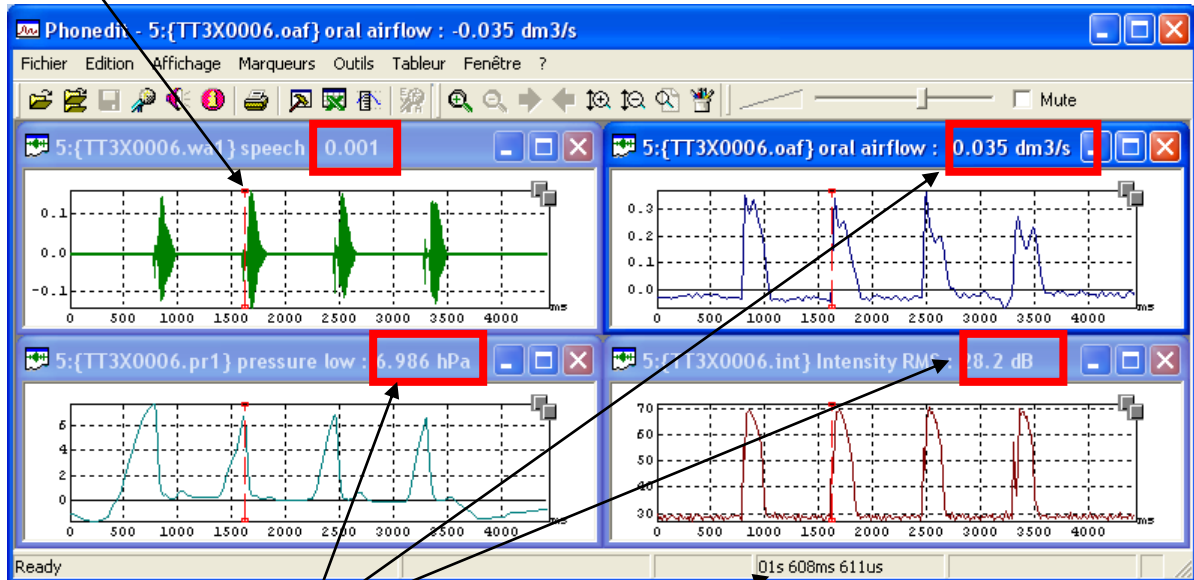 Phonedit - 5:{TT3X0006.oaf} oral airflow : -0.035 dm3/s
Fichier Edition Affichage Marqueurs Outils Tableur Fenêtre ?
Mute
5:{TT3X0006.wa1} speech 0.001
0.1
0.0
-0.1
0 500 1000 1500 2000 2500 3000 3500 4000 ms
5:{TT3X0006.oaf} oral airflow : 0.035 dm3/s
0.3
0.2
0.1
0.0
0 500 1000 1500 2000 2500 3000 3500 4000 ms
5:{TT3X0006.pr1} pressure low : 6.986 hPa
6
4
2
0
0 500 1000 1500 2000 2500 3000 3500 4000 ms
5:{TT3X0006.int} Intensity RMS : 28.2 dB
70
60
50
40
30
0 500 1000 1500 2000 2500 3000 3500 4000 ms
Ready 01s 608ms 611us